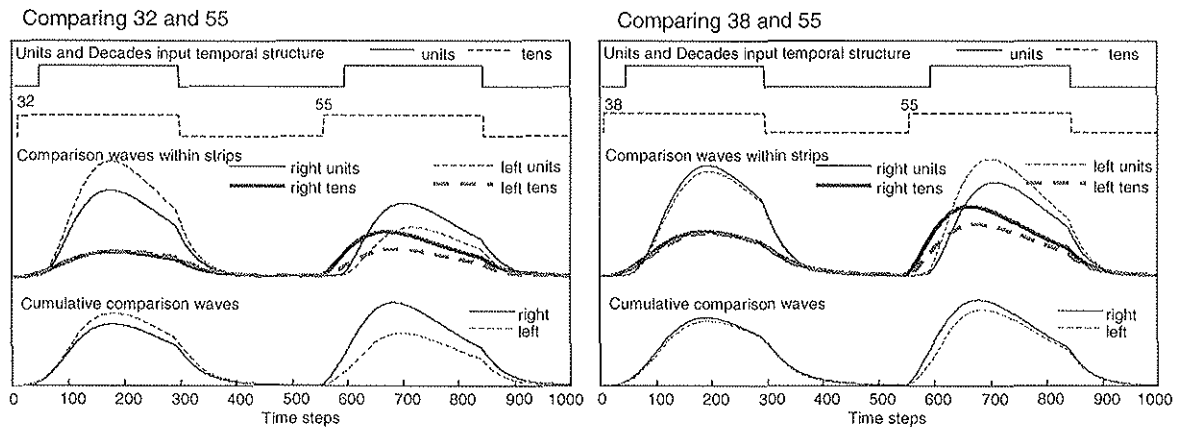 Comparing 32 and 55
Units and Decades input temporal structure
units
tens
32
55
Comparison waves within strips
right units
left units
right tens
left tens
Cumulative comparison waves
right
left
0 100 200 300 400 500 600 700 800 900 1000
Time steps
Comparing 38 and 55
Units and Decades input temporal structure
units
tens
38
55
Comparison waves within strips
right units
left units
right tens
left tens
Cumulative comparison waves
right
left
0 100 200 300 400 500 600 700 800 900 1000
Time steps